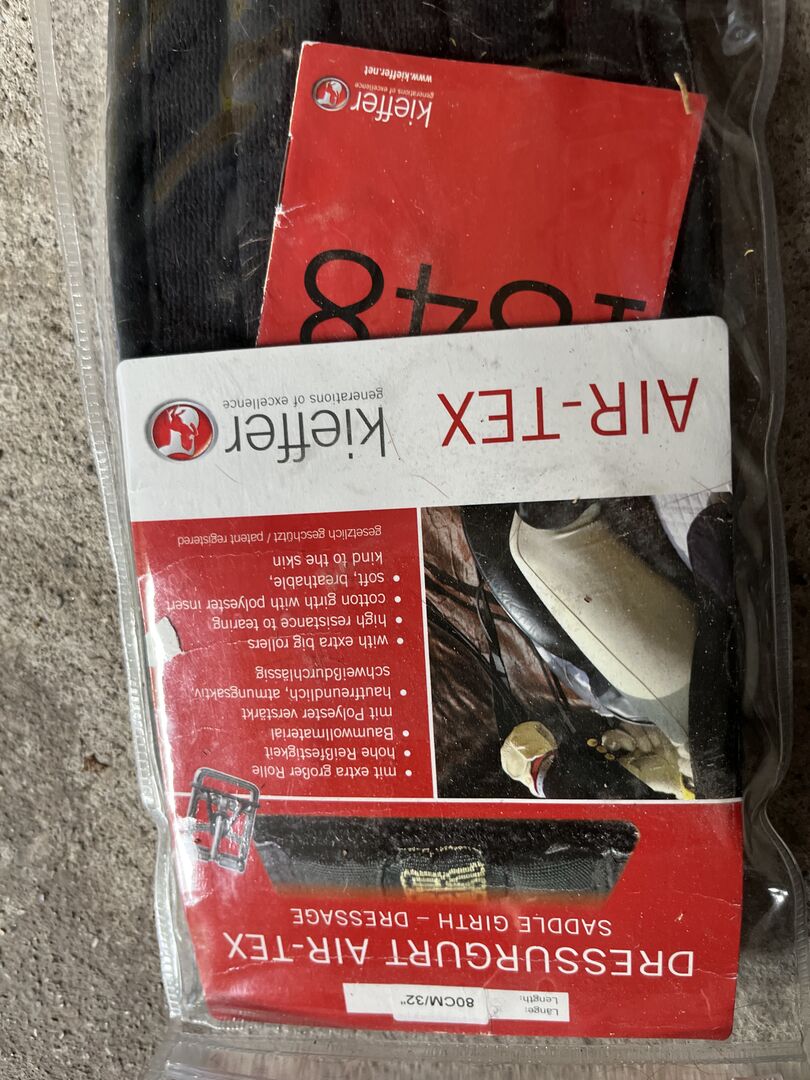 Länge:
Length:
80CM/32"
DRESSURGURT AIR-TEX
SADDLE GIRTH – DRESSAGE
• mit extra großer Rolle
• hohe Reißfestigkeit
• Baumwollmaterial
mit Polyester verstärkt
• hautfreundlich, atmungsaktiv,
schweißdurchlässig
• with extra big rollers
• high resistance to tearing
• cotton girth with polyester insert
• soft, breathable,
kind to the skin
gesetzlich geschützt / patent registered
AIR-TEX
kieffer
generations of excellence
1848
kieffer
generations of excellence
www.kieffer.net